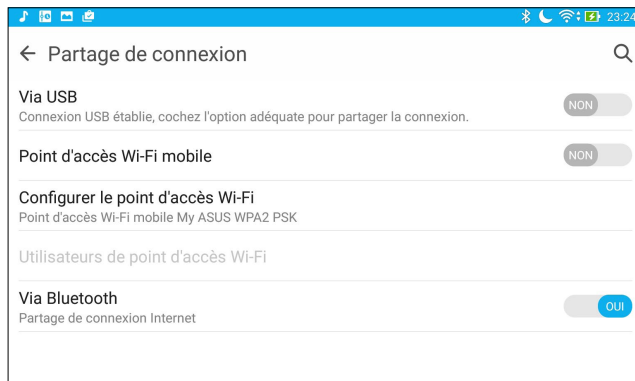 23:24
Partage de connexion
Via USB
NON
Connexion USB établie, cochez l'option adéquate pour partager la connexion.
Point d'accès Wi-Fi mobile
NON
Configurer le point d'accès Wi-Fi
Point d'accès Wi-Fi mobile My ASUS WPA2 PSK
Utilisateurs de point d'accès Wi-Fi
Via Bluetooth
OUI
Partage de connexion Internet